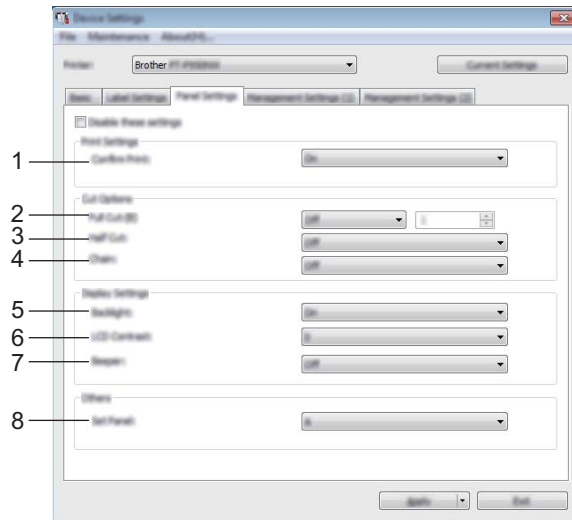 Device Settings
File Maintenance
Printer: Brother
Current Settings
Basic Label Settings Panel Settings Management Settings (1) Management Settings (2)
Disable these settings
Print Settings
1 Confirm Print: On
Cut Options
2 Full Cut Off 1
3 Half Cut: Off
4 Chain: Off
Display Settings
5 Backlight: On
6 LCD Contrast: 0
7 Beeper: Off
Others
8 Set Panel: A
Apply Exit